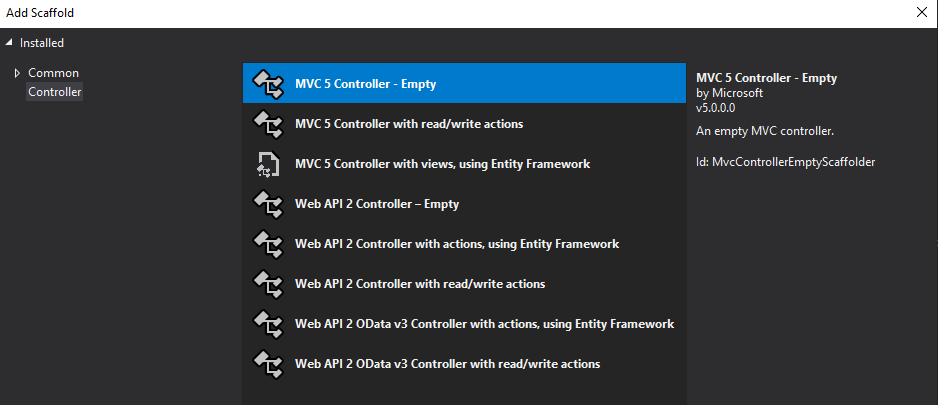 Add Scaffold
Installed
Common
Controller
MVC 5 Controller - Empty
MVC 5 Controller with read/write actions
MVC 5 Controller with views, using Entity Framework
Web API 2 Controller – Empty
Web API 2 Controller with actions, using Entity Framework
Web API 2 Controller with read/write actions
Web API 2 OData v3 Controller with actions, using Entity Framework
Web API 2 OData v3 Controller with read/write actions
MVC 5 Controller - Empty
by Microsoft
v5.0.0.0
An empty MVC controller.
Id: MvcControllerEmptyScaffolder